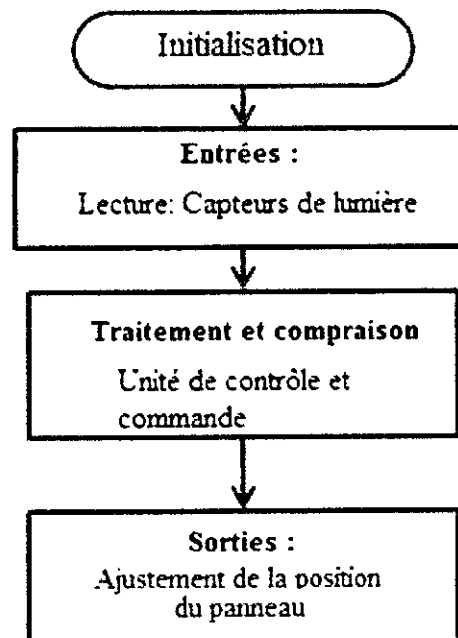 Initialisation
Entrées :
Lecture: Capteurs de lumière
Traitement et compraison
Unité de contrôle et
commande
Sorties :
Ajustement de la position
du panneau